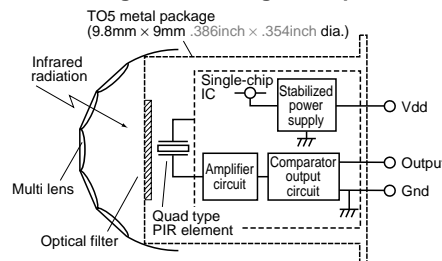 TO5 metal package
(9.8mm × 9mm .386inch × .354inch dia.)
Infrared
radiation
Single-chip
IC
Stabilized
power
supply
Vdd
Amplifier
circuit
Comparator
output
circuit
Output
Gnd
Multi lens
Quad type
PIR element
Optical filter